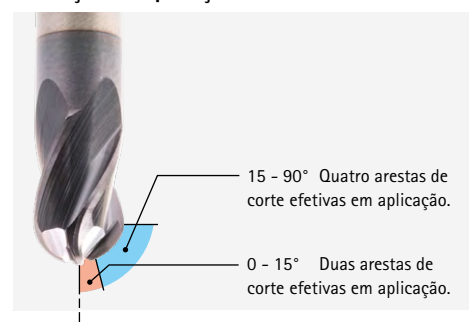 15 - 90° Quatro arestas de
corte efetivas em aplicação.
0 - 15° Duas arestas de
corte efetivas em aplicação.